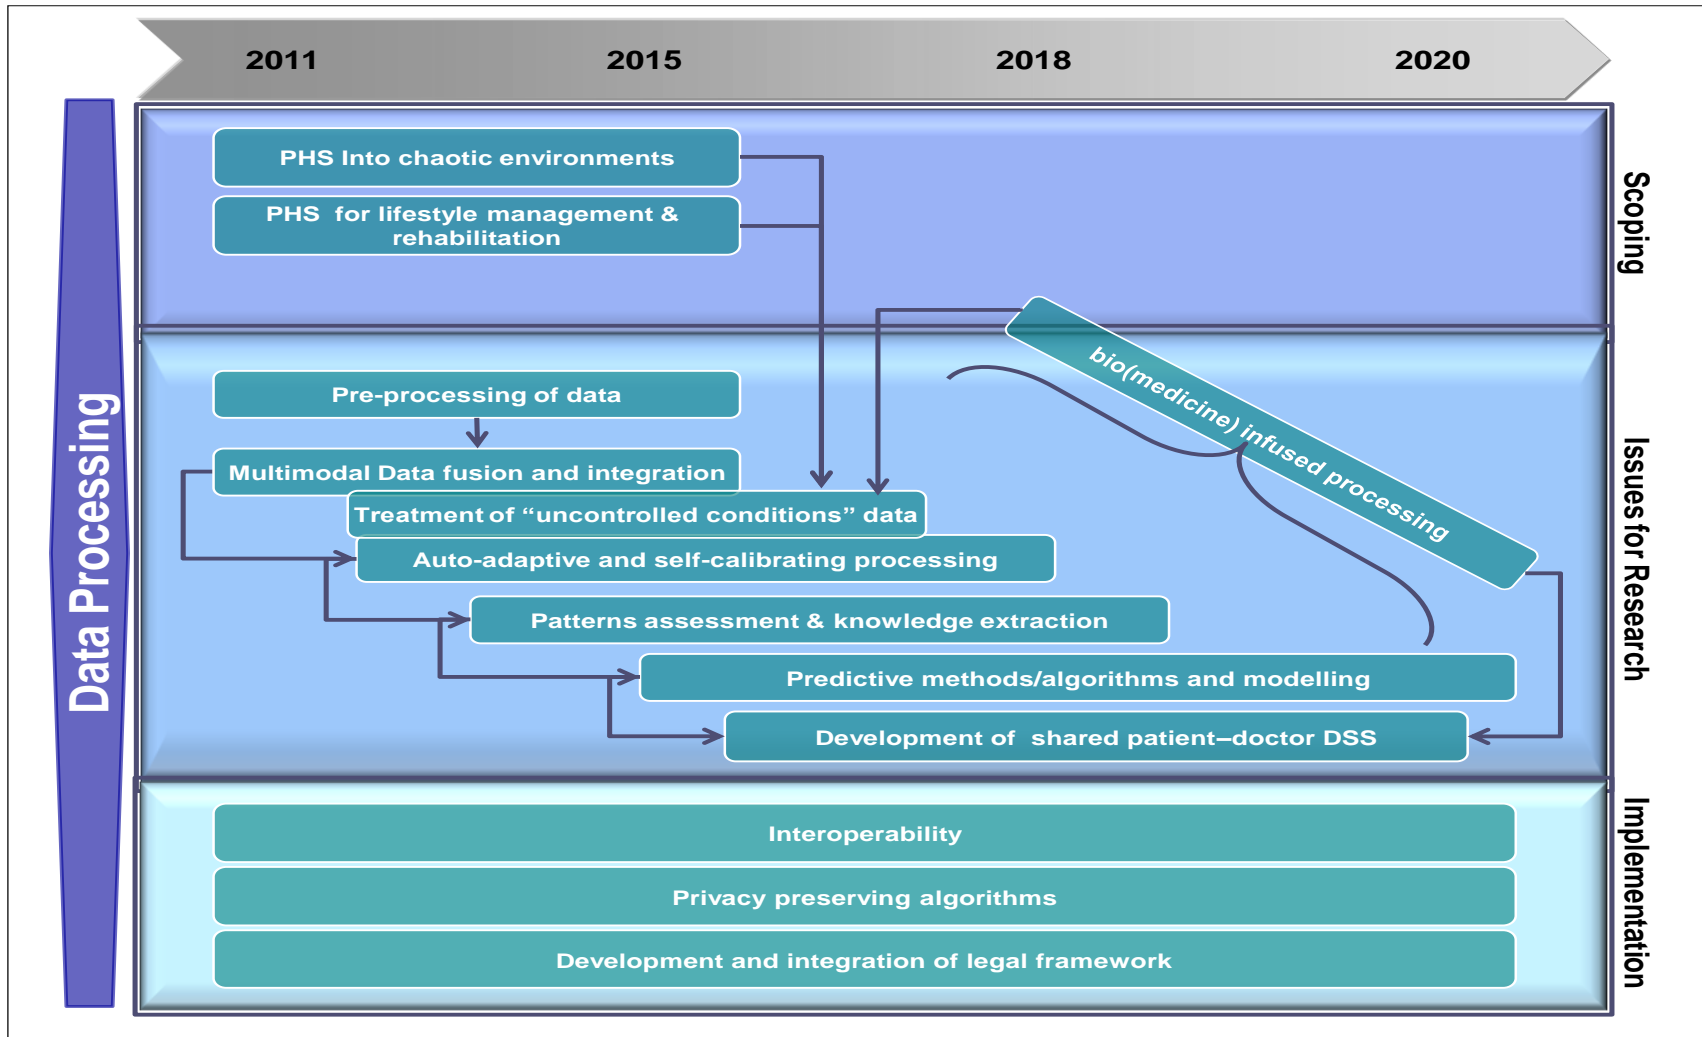 2011
2015
2018
2020
Data Processing
Scoping
PHS Into chaotic environments
PHS for lifestyle management &
rehabilitation
Issues for Research
bio(medicine) infused processing
Pre-processing of data
Multimodal Data fusion and integration
Treatment of “uncontrolled conditions” data
Auto-adaptive and self-calibrating processing
Patterns assessment & knowledge extraction
Predictive methods/algorithms and modelling
Development of shared patient–doctor DSS
Implementation
Interoperability
Privacy preserving algorithms
Development and integration of legal framework